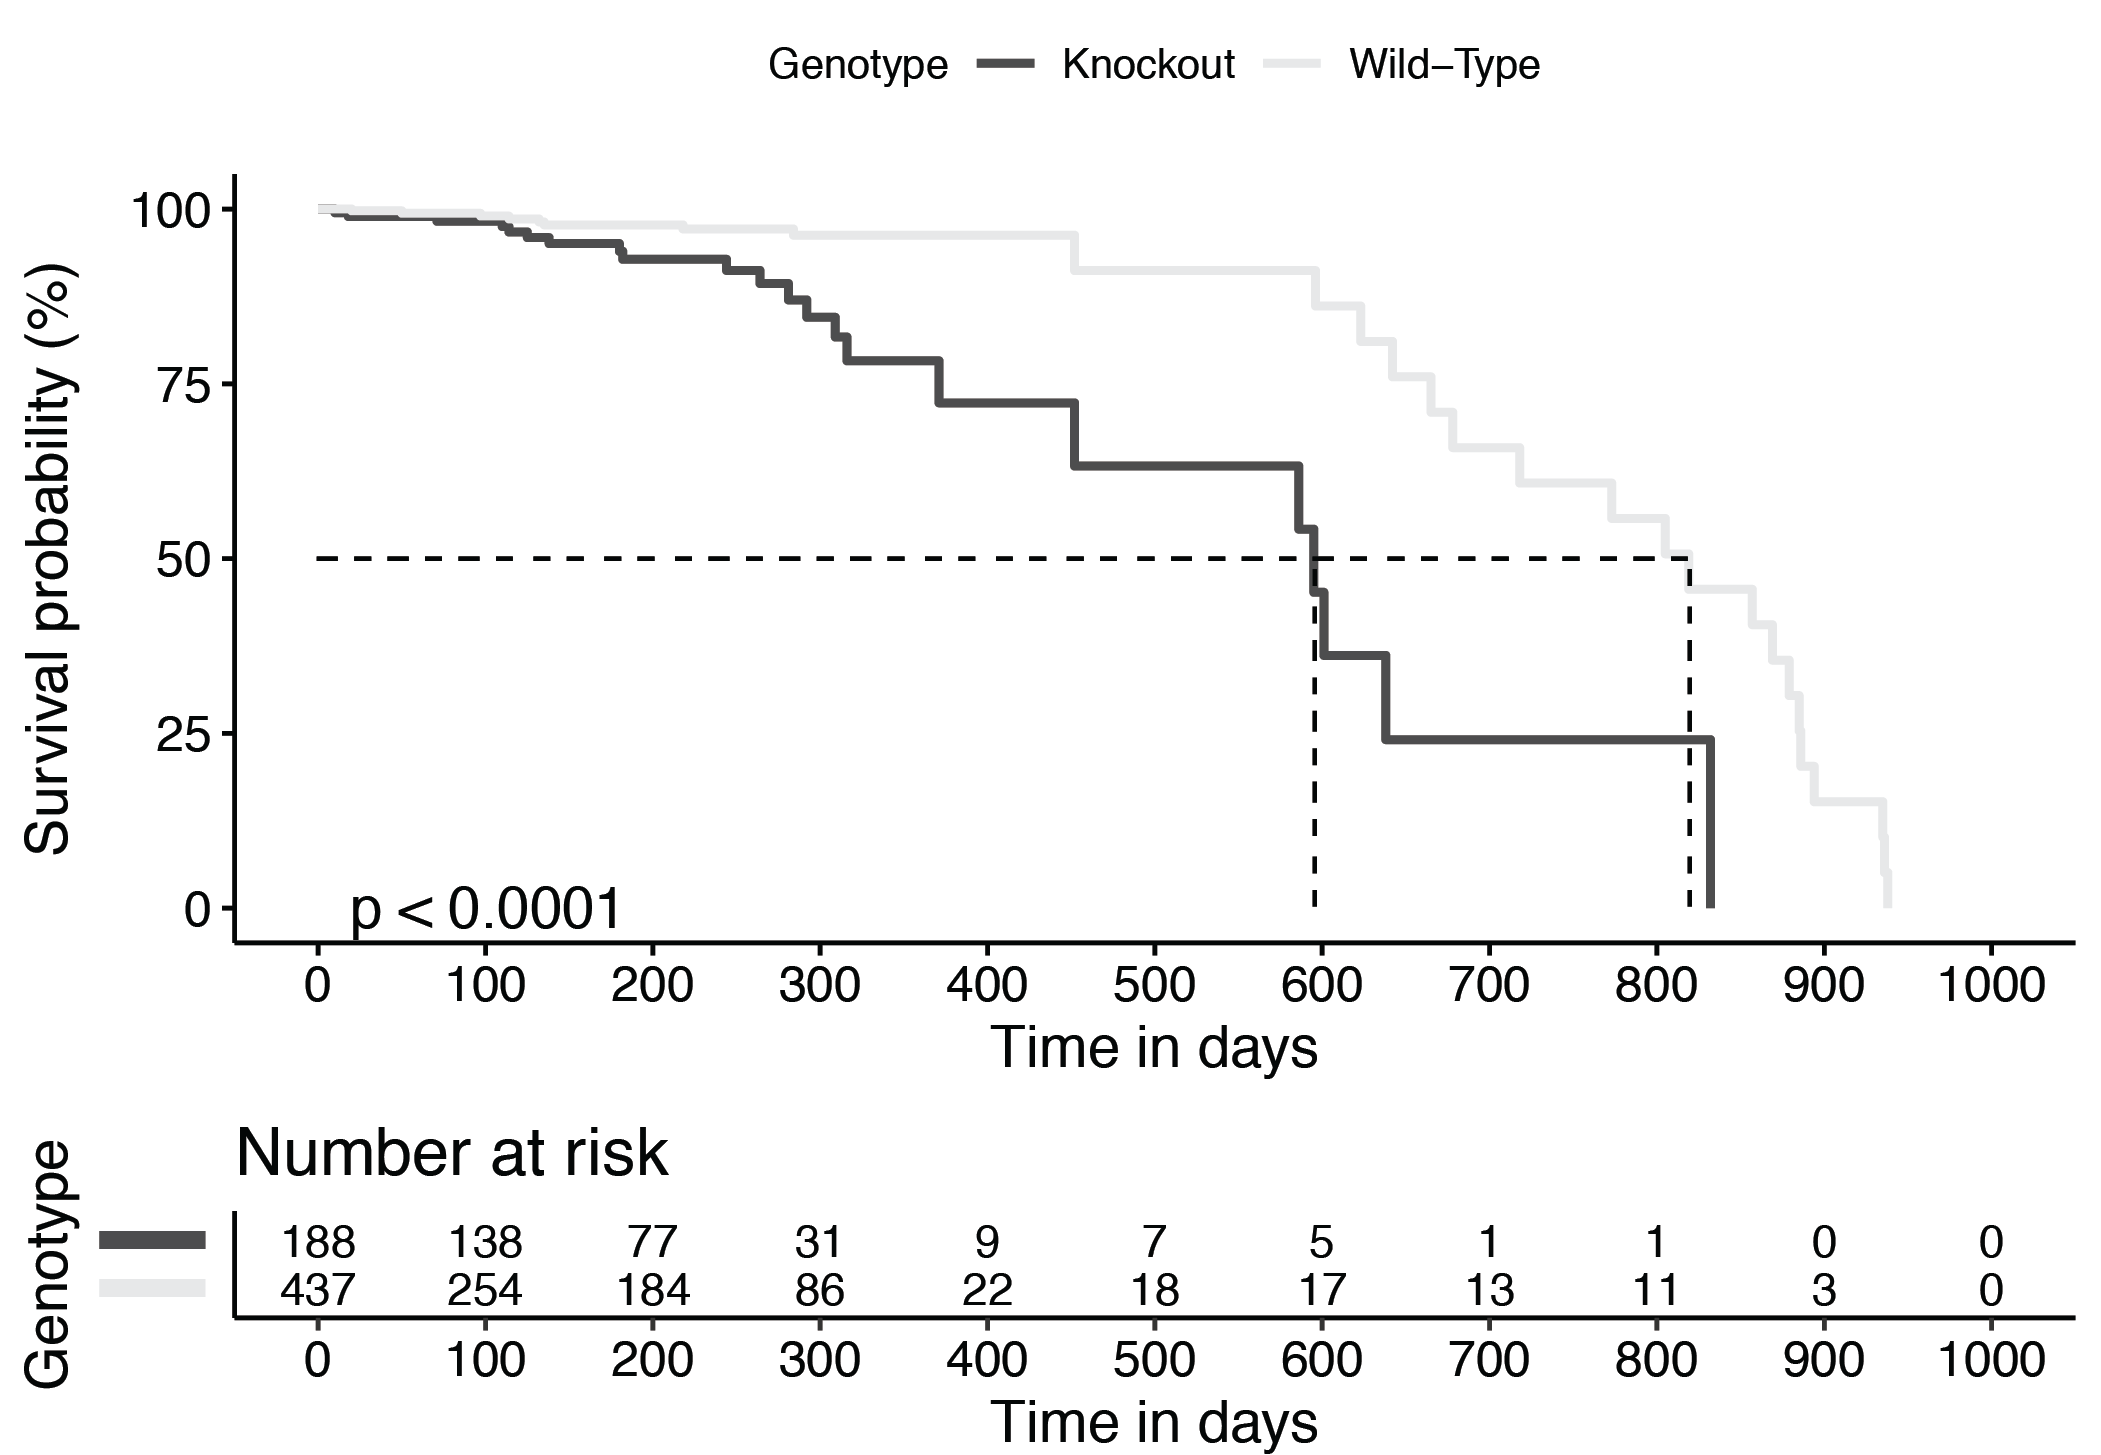 Genotype Knockout Wild–Type
Survival probability (%)
100
75
50
25
0
p < 0.0001
0 100 200 300 400 500 600 700 800 900 1000
Time in days
Number at risk
Genotype
188 138 77 31 9 7 5 1 1 0 0
437 254 184 86 22 18 17 13 11 3 0
0 100 200 300 400 500 600 700 800 900 1000
Time in days